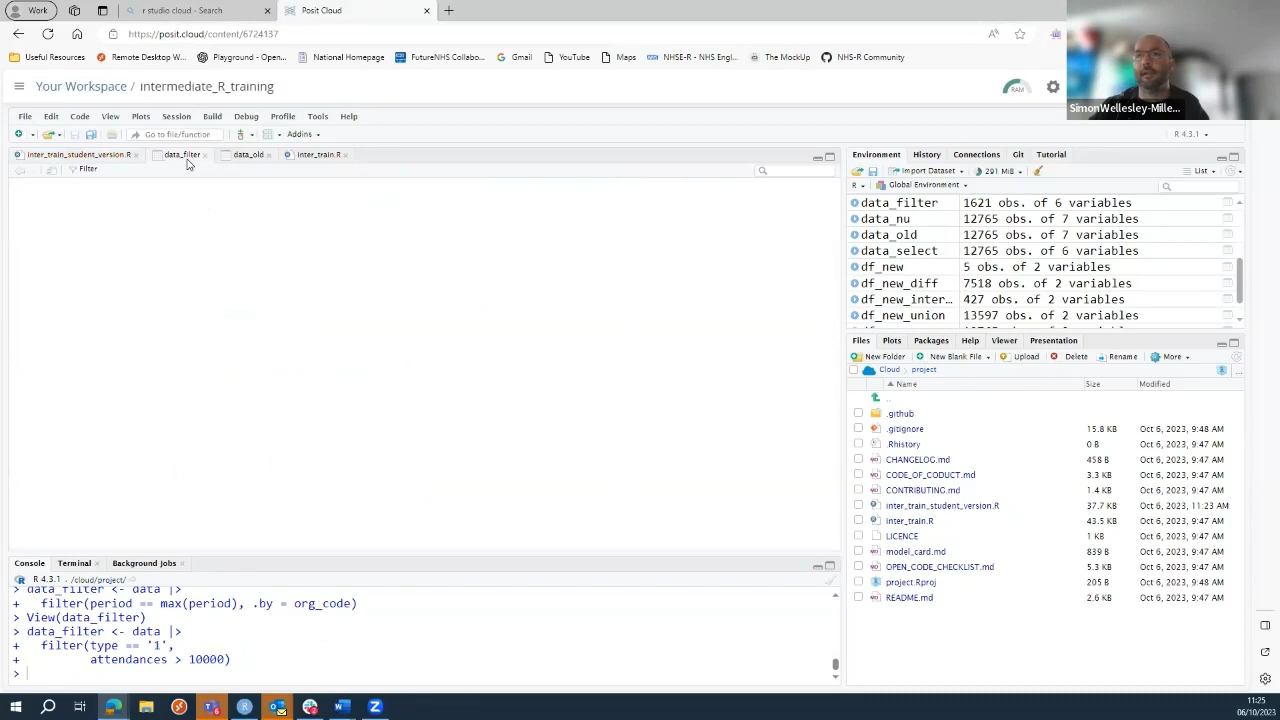 Work
r studio cloud - Search
Posit Cloud
https://posit.cloud/content/6724137
Useful Resources
Remote Desktop W...
Playground - Open...
National Homepage
FutureNHS Collabo...
Gmail
YouTube
Maps
NHSE-R - NHS Engl...
The MockUp
NHS-R Community
SimonWellesley-Mille...
Your Workspace / intermediate_R_training
RAM
File Edit Code View Plots Session Build Debug Profile Tools Help
Go to file/function
Addins
R 4.3.1
inter_train_student_version.R
data_filter
data_old
inter_train.R
Filter
Environment History Connections Git Tutorial
Import Dataset
291 MiB
List
R
Global Environment
data_filter 1621 obs. of 6 variables
data_nu 12765 obs. of 7 variables
data_old 12765 obs. of 7 variables
data_select 12765 obs. of 6 variables
df_new 5 obs. of 2 variables
df_new_diff 7518 obs. of 2 variables
df_new_inter... 427 obs. of 2 variables
df_new_union 13597 obs. of 2 variables
Files Plots Packages Help Viewer Presentation
New Folder
New Blank File
Upload
Delete
Rename
More
Cloud
project
Name Size Modified
..
.github
.gitignore 15.8 KB Oct 6, 2023, 9:48 AM
.Rhistory 0 B Oct 6, 2023, 9:47 AM
CHANGELOG.md 458 B Oct 6, 2023, 9:47 AM
CODE_OF_CODUCT.md 3.3 KB Oct 6, 2023, 9:47 AM
CONTRIBUTING.md 1.4 KB Oct 6, 2023, 9:47 AM
inter_train_student_version.R 37.7 KB Oct 6, 2023, 11:23 AM
inter_train.R 43.5 KB Oct 6, 2023, 9:47 AM
LICENCE 1 KB Oct 6, 2023, 9:47 AM
model_card.md 839 B Oct 6, 2023, 9:47 AM
OPEN_CODE_CHECKLIST.md 5.3 KB Oct 6, 2023, 9:47 AM
project.Rproj 205 B Oct 6, 2023, 9:47 AM
README.md 2.6 KB Oct 6, 2023, 9:47 AM
Console Terminal Background Jobs
R 4.3.1 . /cloud/project/
> data_filter <- data |>
+ filter(period == max(period), .by = org_code)
> View(data_filter)
> data_filter <- data |>
+ filter(type == '1',
+ attendances > 10000)
>
11:25
06/10/2023